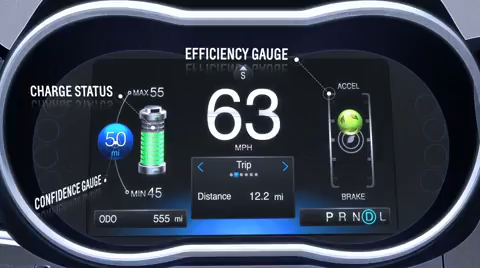 EFFICIENCY GAUGE
S
CHARGE STATUS
MAX 55
ACCEL
63
MPH
50
mi
Trip
CONFIDENCE GAUGE
MIN 45
Distance 12.2 mi
BRAKE
ODO 555 mi
P R N D L